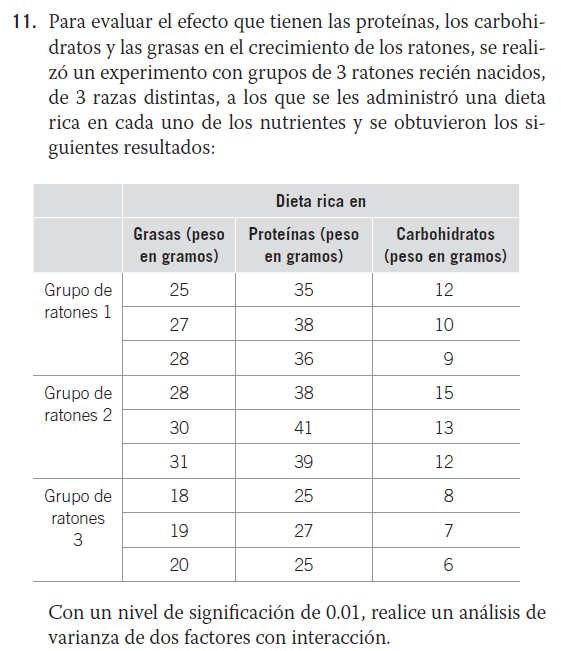 11. Para evaluar el efecto que tienen las proteínas, los carbohi-
dratos y las grasas en el crecimiento de los ratones, se reali-
zó un experimento con grupos de 3 ratones recién nacidos,
de 3 razas distintas, a los que se les administró una dieta
rica en cada uno de los nutrientes y se obtuvieron los si-
guientes resultados:
Dieta rica en
Grasas (peso en gramos) Proteínas (peso en gramos) Carbohidratos (peso en gramos)
Grupo de ratones 1 25 35 12
27 38 10
28 36 9
Grupo de ratones 2 28 38 15
30 41 13
31 39 12
Grupo de ratones 3 18 25 8
19 27 7
20 25 6
Con un nivel de significación de 0.01, realice un análisis de
varianza de dos factores con interacción.